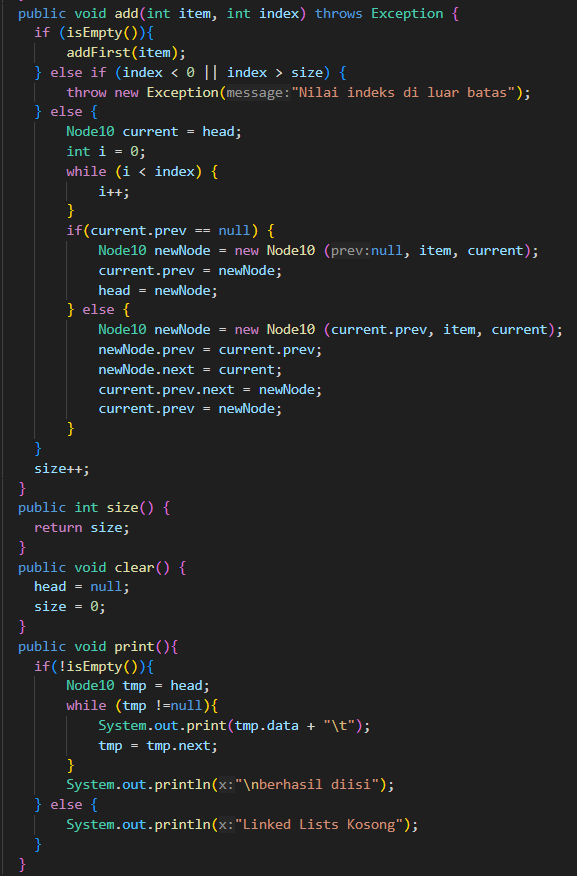 public void add(int item, int index) throws Exception {
if (isEmpty()){
addFirst(item);
} else if (index < 0 || index > size) {
throw new Exception(message:"Nilai indeks di luar batas");
} else {
Node10 current = head;
int i = 0;
while (i < index) {
i++;
}
if(current.prev == null) {
Node10 newNode = new Node10 (prev:null, item, current);
current.prev = newNode;
head = newNode;
} else {
Node10 newNode = new Node10 (current.prev, item, current);
newNode.prev = current.prev;
newNode.next = current;
current.prev.next = newNode;
current.prev = newNode;
}
}
size++;
}
public int size() {
return size;
}
public void clear() {
head = null;
size = 0;
}
public void print(){
if(!isEmpty()){
Node10 tmp = head;
while (tmp !=null){
System.out.print(tmp.data + "\t");
tmp = tmp.next;
}
System.out.println(x:"\nberhasil diisi");
} else {
System.out.println(x:"Linked Lists Kosong");
}
}